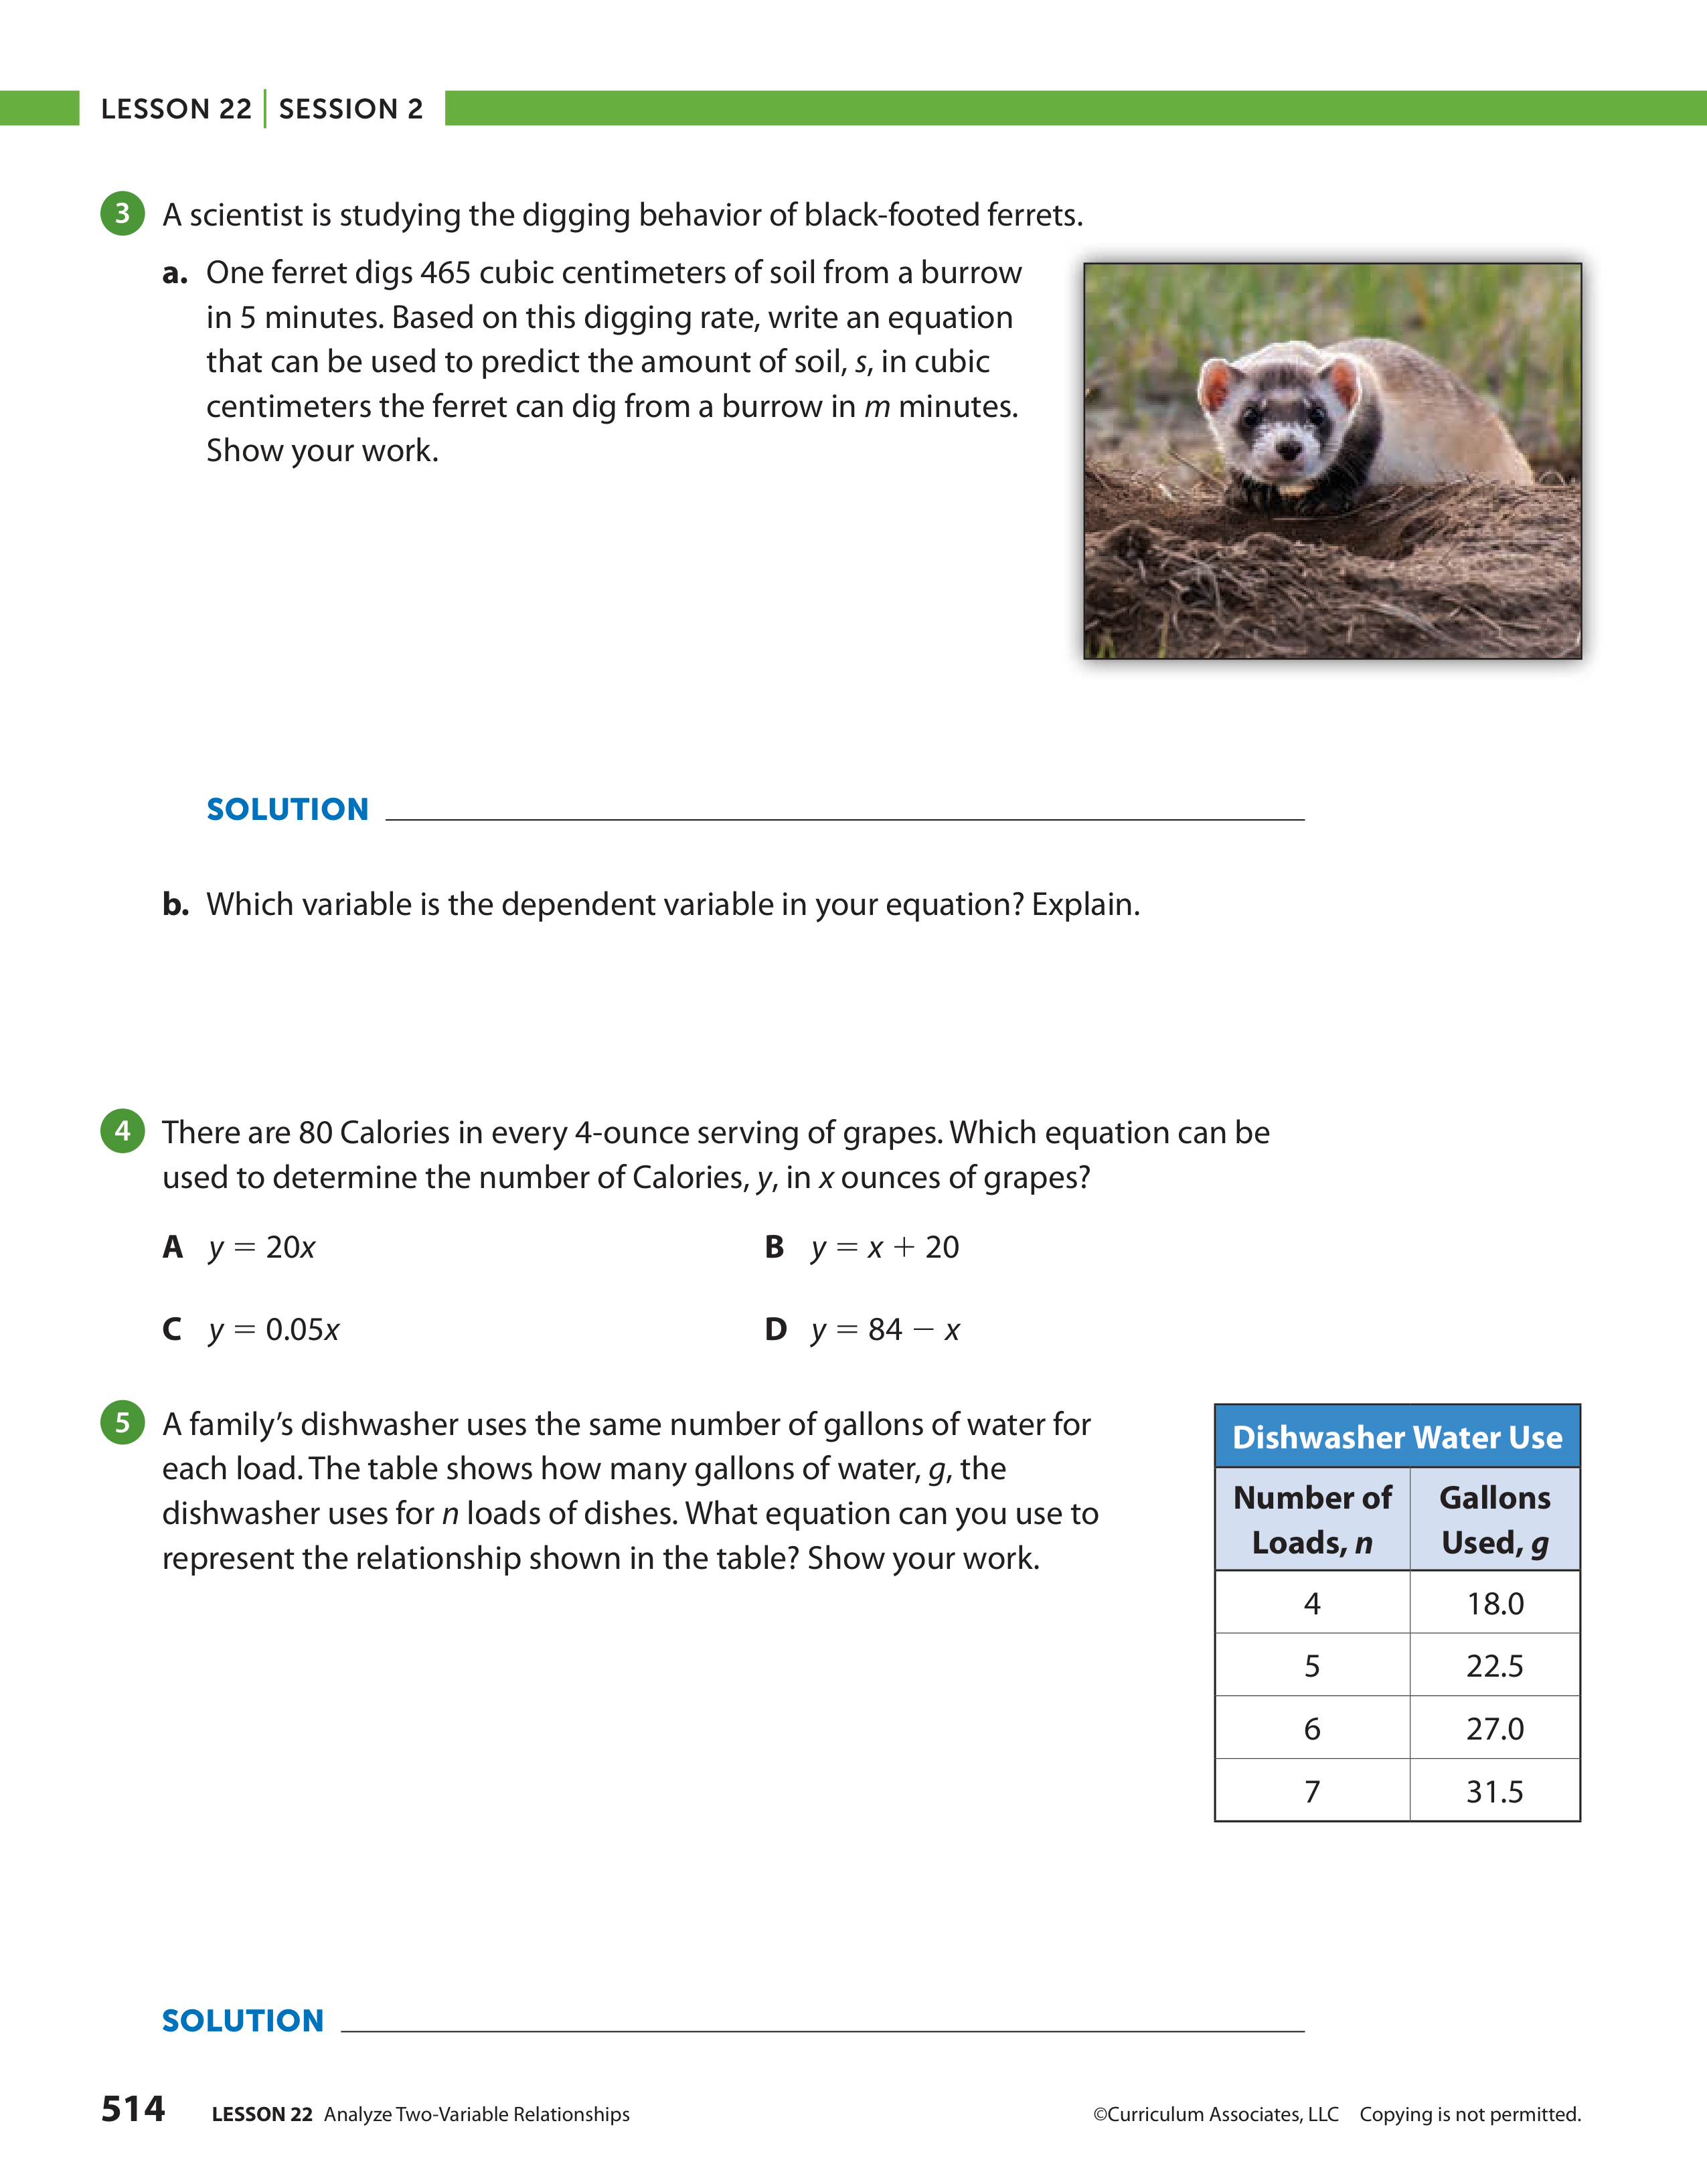 LESSON 22 | SESSION 2
3 A scientist is studying the digging behavior of black-footed ferrets.
a. One ferret digs 465 cubic centimeters of soil from a burrow
in 5 minutes. Based on this digging rate, write an equation
that can be used to predict the amount of soil, s, in cubic
centimeters the ferret can dig from a burrow in m minutes.
Show your work.
SOLUTION
b. Which variable is the dependent variable in your equation? Explain.
4 There are 80 Calories in every 4-ounce serving of grapes. Which equation can be
used to determine the number of Calories, y, in x ounces of grapes?
A y = 20x B y = x + 20
C y = 0.05x D y = 84 − x
5 A family’s dishwasher uses the same number of gallons of water for
each load. The table shows how many gallons of water, g, the
dishwasher uses for n loads of dishes. What equation can you use to
represent the relationship shown in the table? Show your work.
Dishwasher Water Use
Number of Gallons
Loads, n Used, g
4 18.0
5 22.5
6 27.0
7 31.5
SOLUTION
514 LESSON 22 Analyze Two-Variable Relationships ©Curriculum Associates, LLC Copying is not permitted.